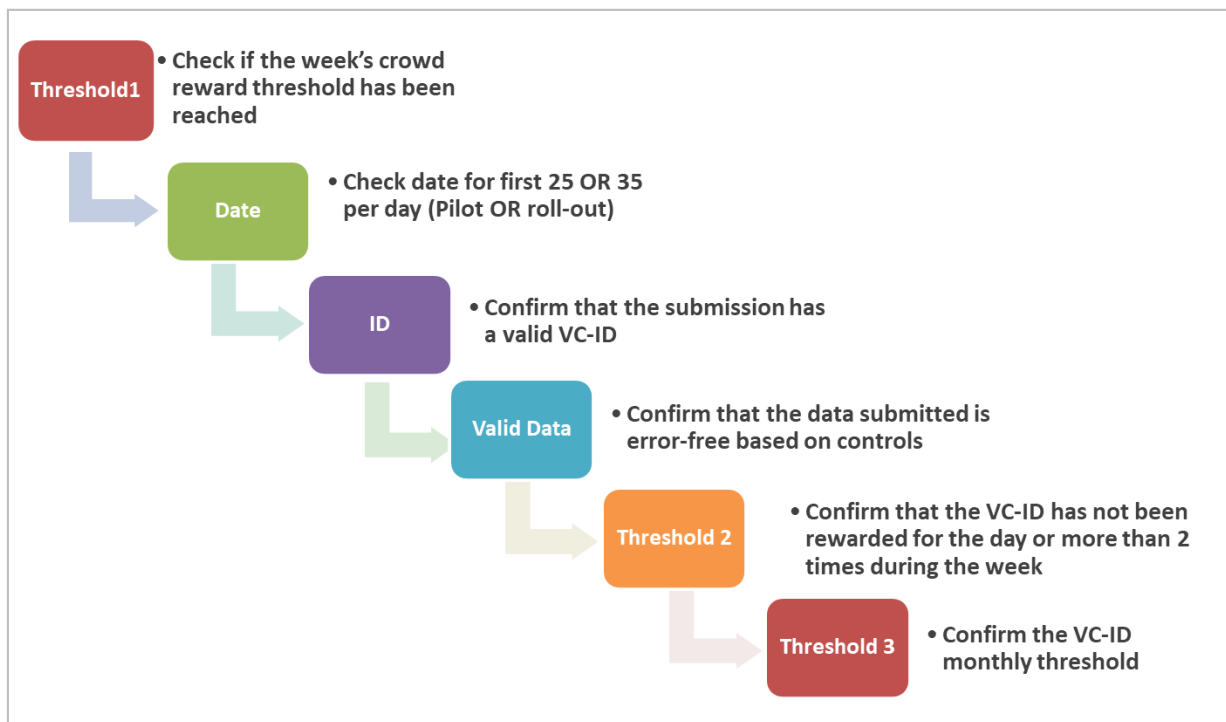 Threshold1
• Check if the week’s crowd
reward threshold has been
reached
Date
• Check date for first 25 OR 35
per day (Pilot OR roll-out)
ID
• Confirm that the submission has
a valid VC-ID
Valid Data
• Confirm that the data submitted is
error-free based on controls
Threshold 2
• Confirm that the VC-ID has not been
rewarded for the day or more than 2
times during the week
Threshold 3
• Confirm the VC-ID
monthly threshold